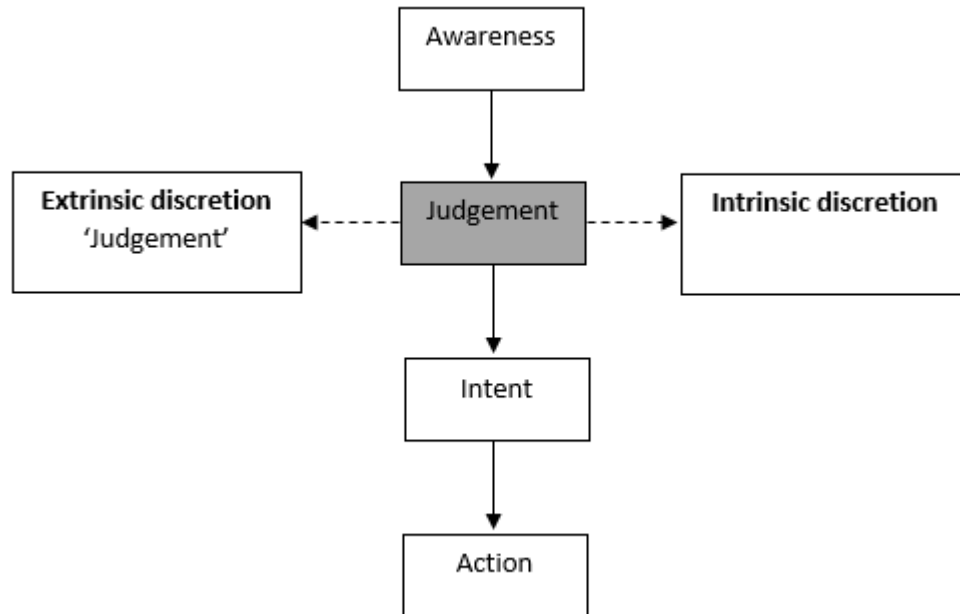 Awareness
Extrinsic discretion
‘Judgement’
Judgement
Intrinsic discretion
Intent
Action